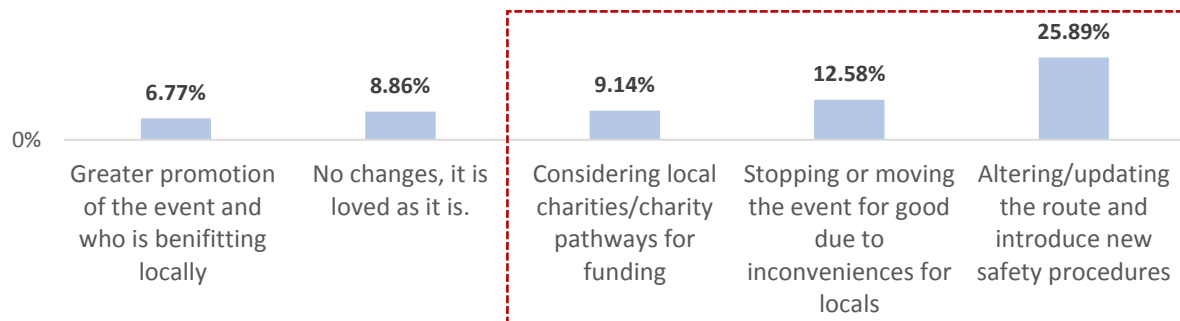 25.89%
12.58%
9.14%
8.86%
6.77%
0%
Greater promotion
of the event and
who is benifitting
locally
No changes, it is
loved as it is.
Considering local
charities/charity
pathways for
funding
Stopping or moving
the event for good
due to
inconveniences for
locals
Altering/updating
the route and
introduce new
safety procedures